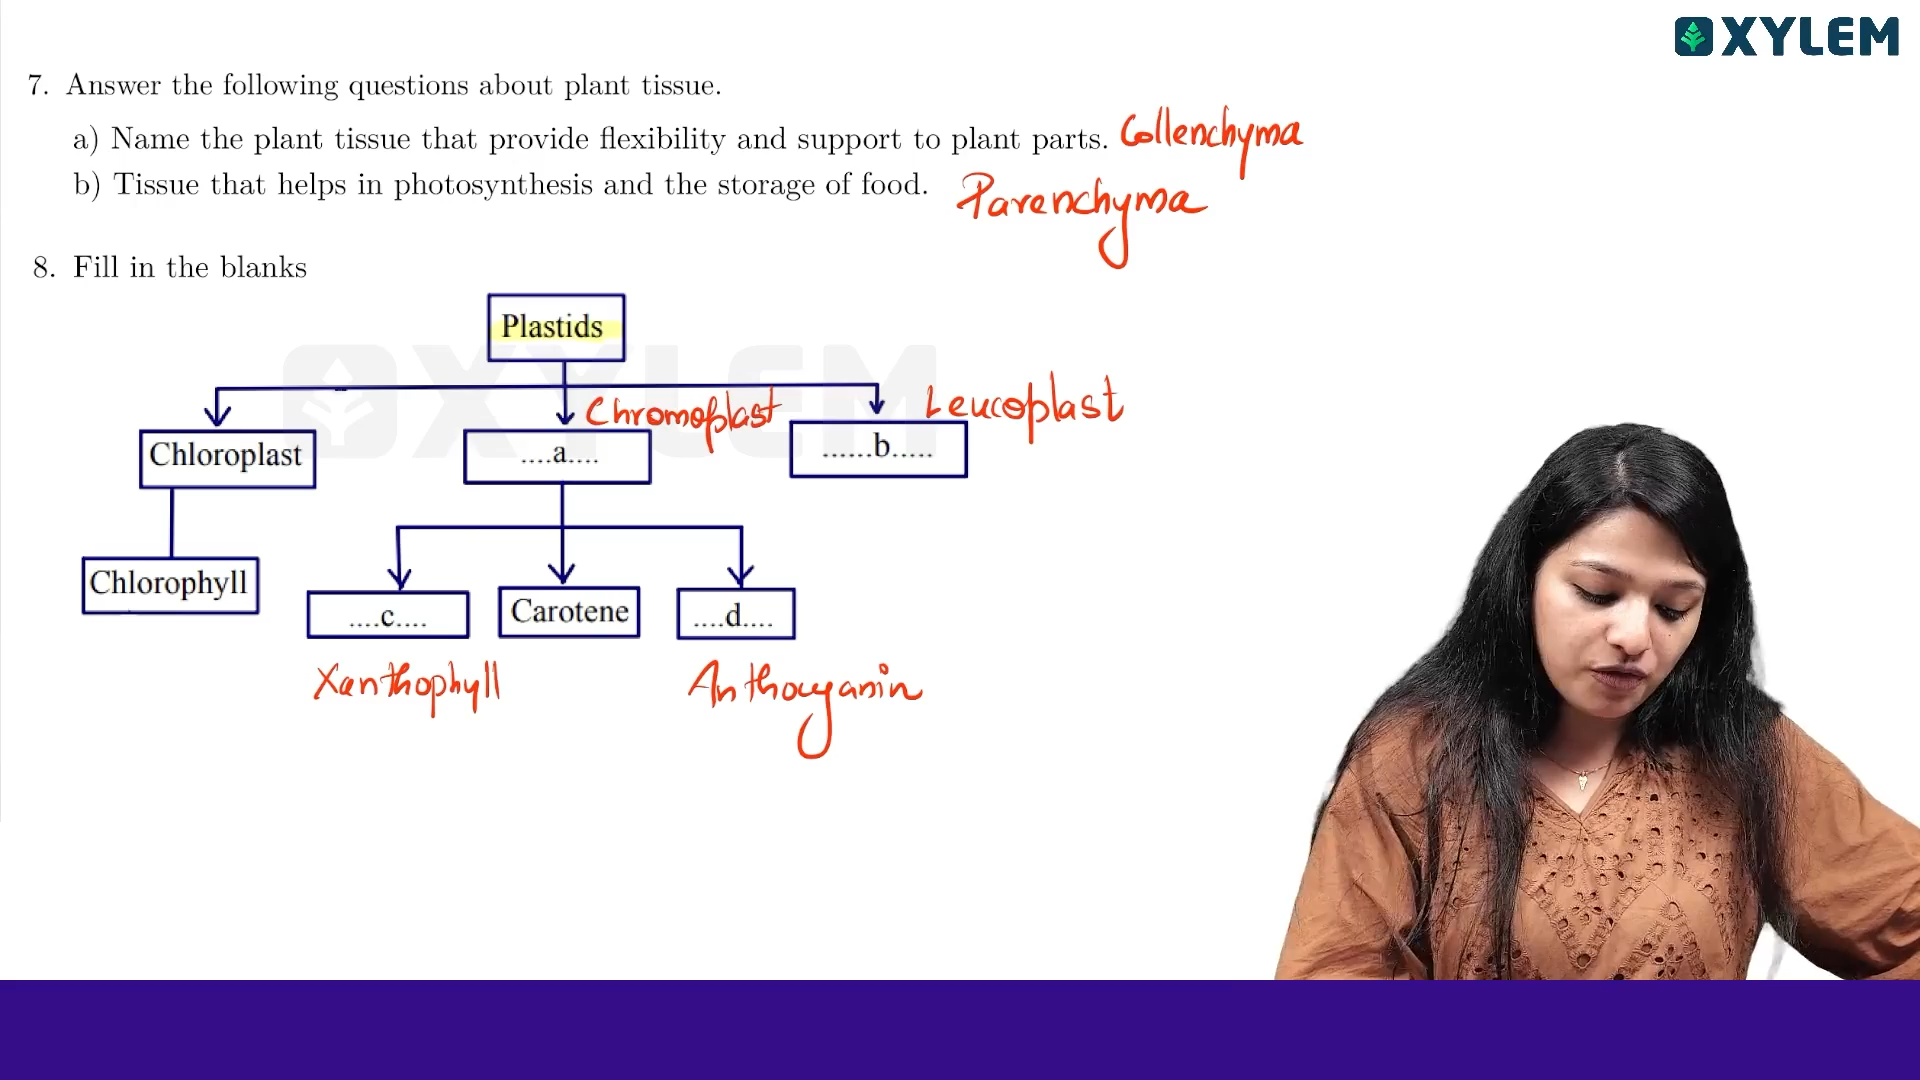 XYLEM
7. Answer the following questions about plant tissue.
a) Name the plant tissue that provide flexibility and support to plant parts. Collenchyma
b) Tissue that helps in photosynthesis and the storage of food. Parenchyma
8. Fill in the blanks
Plastids
XYLEM
Chromoplast
Leucoplast
Chloroplast
....a....
......b.....
Chlorophyll
....c....
Carotene
....d....
Xanthophyll
Anthocyanin